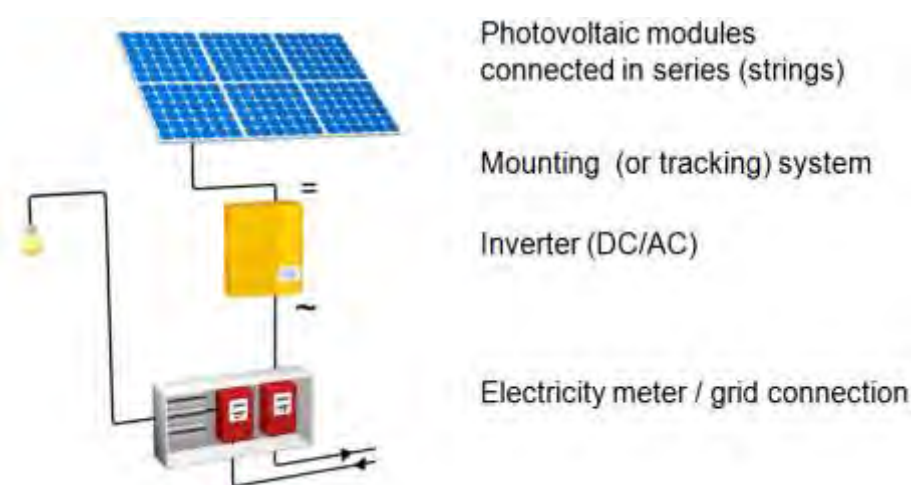 Photovoltaic modules
connected in series (strings)
Mounting (or tracking) system
=
Inverter (DC/AC)
~
Electricity meter / grid connection